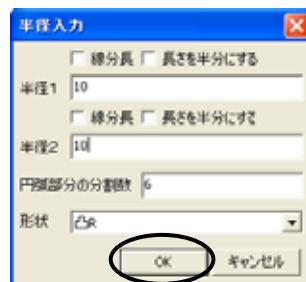 半径入力
線分長 長さを半分にする
半径1 10
線分長 長さを半分にする
半径2 10
円弧部分の分割数 6
形状 凸R
OK キャンセル